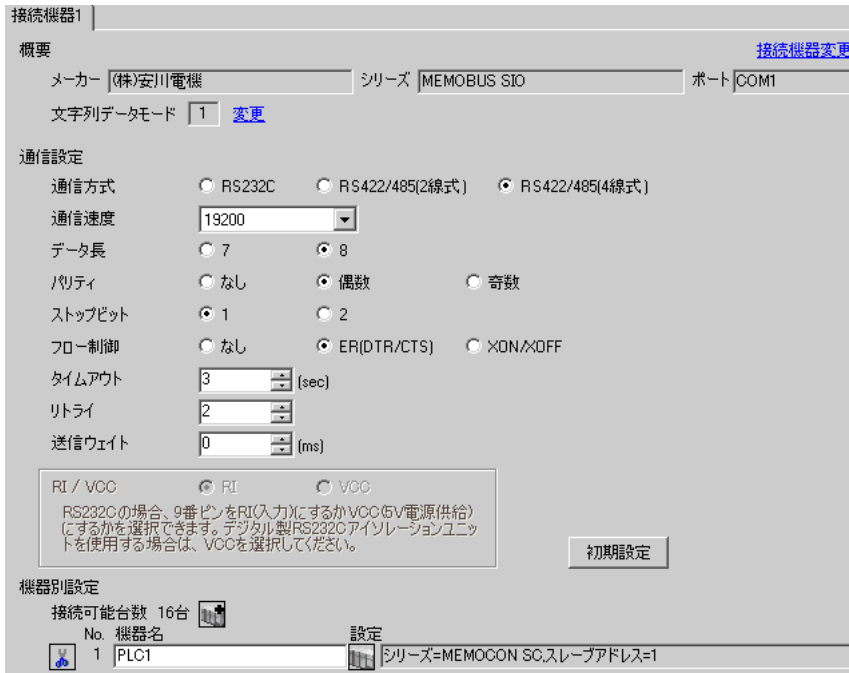 接続機器1
概要 接続機器変更
メーカー (株)安川電機 シリーズ MEMOBUS SIO ポート COM1
文字列データモード 1 変更
通信設定
通信方式 RS232C RS422/485(2線式) RS422/485(4線式)
通信速度 19200
データ長 7 8
パリティ なし 偶数 奇数
ストップビット 1 2
フロー制御 なし ER(DTR/CTS) XON/XOFF
タイムアウト 3 (sec)
リトライ 2
送信ウェイト 0 (ms)
RI / VCC RI VCC
RS232Cの場合、9番ピンをRI(入力)にするかVCC(5V電源供給)
にするかを選択できます。デジタル製RS232Cアイソレーションユニッ
トを使用する場合は、VCCを選択してください。
初期設定
機器別設定
接続可能台数 16台
No. 機器名 設定
1 PLC1 シリーズ=MEMOCON SC,スレーブアドレス=1